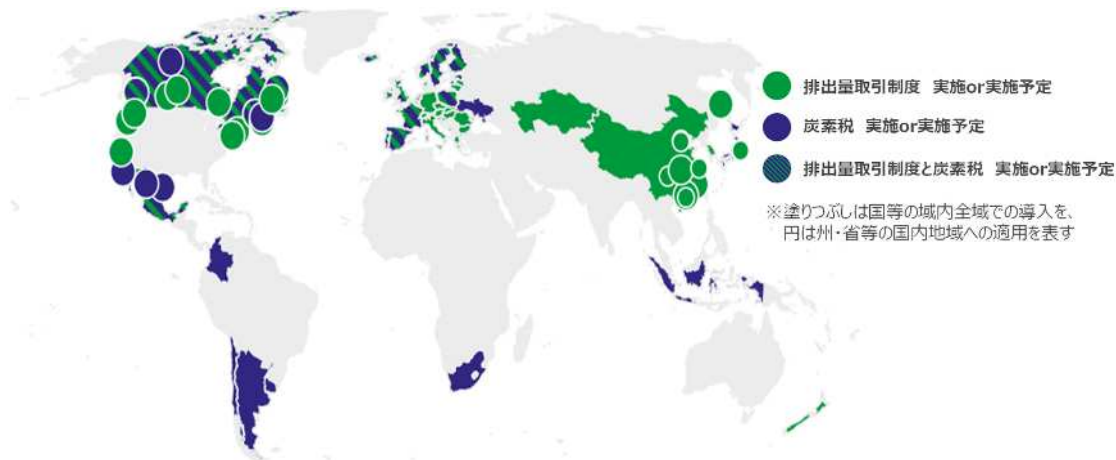 排出量取引制度 実施or実施予定
炭素税 実施or実施予定
排出量取引制度と炭素税 実施or実施予定
※塗りつぶしは国等の域内全域での導入を、
円は州・省等の国内地域への適用を表す